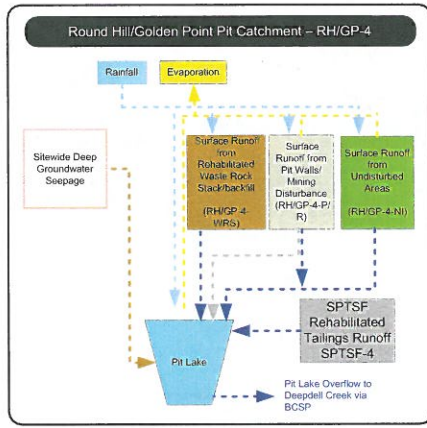 Round Hill/Golden Point Pit Catchment – RH/GP-4
Rainfall
Evaporation
Sitewide Deep
Groundwater
Seepage
Surface Runoff
from
Rehabilitated
Waste Rock
Stack/backfill
(RH/GP-4-
WRS)
Surface
Runoff from
Pit Walls/
Mining
Disturbance
(RH/GP-4-P/
R)
Surface Runoff
from
Undisturbed
Areas
(RH/GP-4-NI)
SPTSF
Rehabilitated
Tailings Runoff
SPTSF-4
Pit Lake
Pit Lake Overflow to
Deepdell Creek via
BCSP